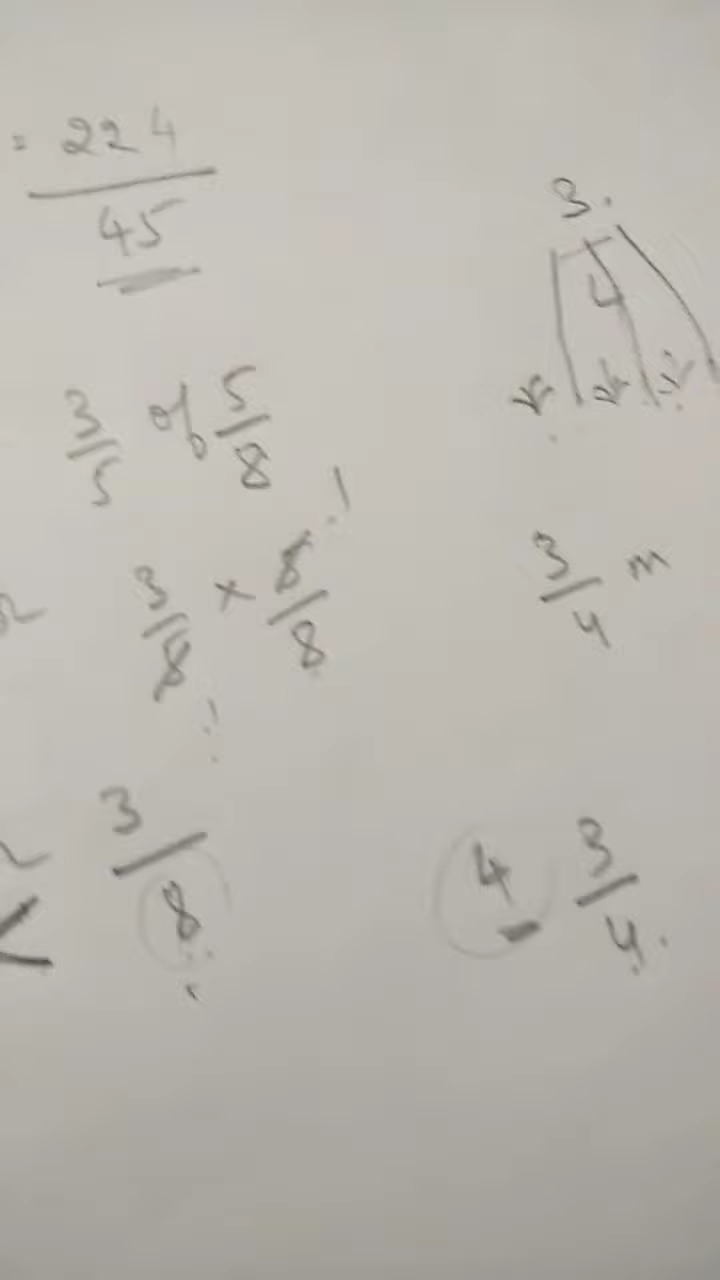 = 224
45
3.
4
3/5 of 5/8
3/8 × 8/8
3/4 m
3/8
4 3/4.